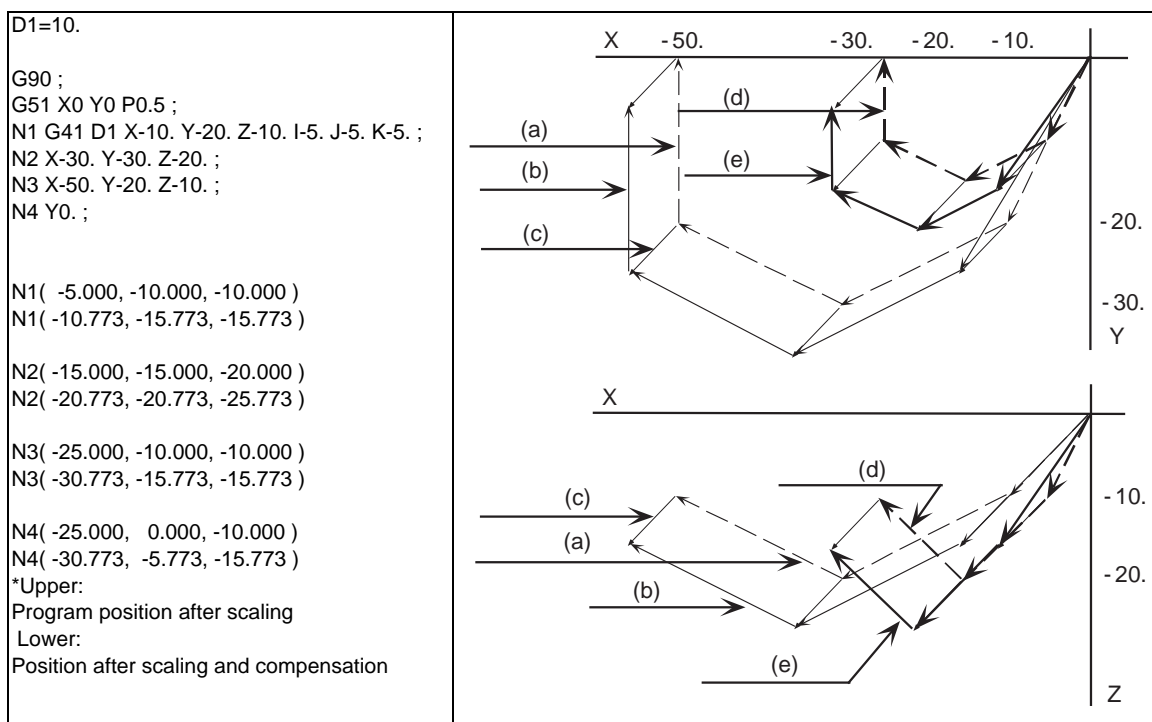 D1=10.
G90 ;
G51 X0 Y0 P0.5 ;
N1 G41 D1 X-10. Y-20. Z-10. I-5. J-5. K-5. ;
N2 X-30. Y-30. Z-20. ;
N3 X-50. Y-20. Z-10. ;
N4 Y0. ;
N1( -5.000, -10.000, -10.000 )
N1( -10.773, -15.773, -15.773 )
N2( -15.000, -15.000, -20.000 )
N2( -20.773, -20.773, -25.773 )
N3( -25.000, -10.000, -10.000 )
N3( -30.773, -15.773, -15.773 )
N4( -25.000, 0.000, -10.000 )
N4( -30.773, -5.773, -15.773 )
*Upper:
Program position after scaling
Lower:
Position after scaling and compensation
X -50. -30. -20. -10.
(d)
(a)
(e)
(b)
(c)
-20.
-30.
Y
X
(d)
(c)
-10.
(a)
-20.
(b)
(e)
Z